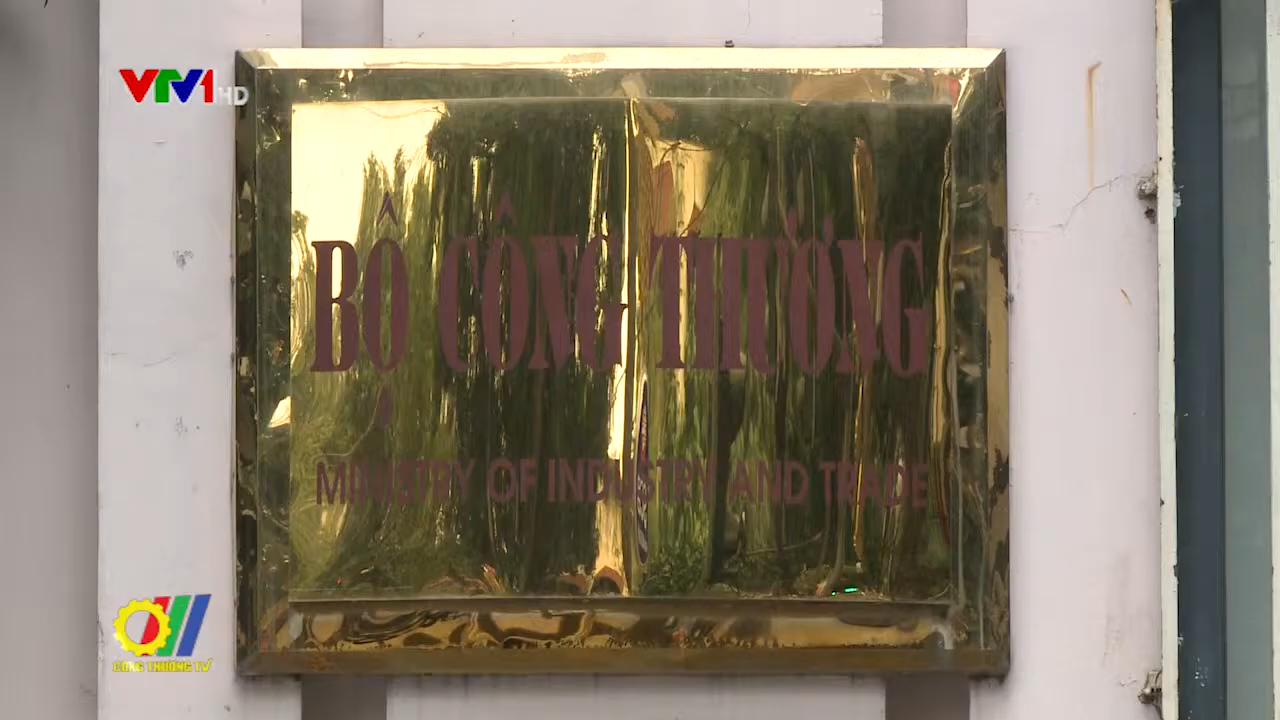 VTV1 HD
BỘ CÔNG THƯƠNG
MINISTRY OF INDUSTRY AND TRADE
CÔNG THƯƠNG TV